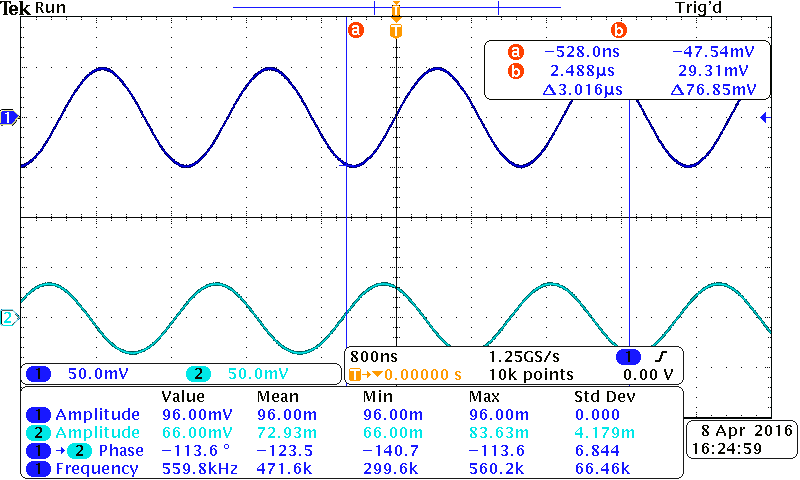 Tek Run Trig'd
a b
T
T
a −528.0ns −47.54mV
b 2.488µs 29.31mV
Δ3.016µs Δ76.85mV
1
2
1 50.0mV 2 50.0mV
800ns 1.25GS/s 1
T→▼0.00000 s 10k points 0.00 V
Value Mean Min Max Std Dev
1 Amplitude 96.00mV 96.00m 96.00m 96.00m 0.000
2 Amplitude 66.00mV 72.93m 66.00m 83.63m 4.179m
1 → 2 Phase −113.6 ° −123.5 −140.7 −113.6 6.844
1 Frequency 559.8kHz 471.6k 299.6k 560.2k 66.46k
8 Apr 2016
16:24:59